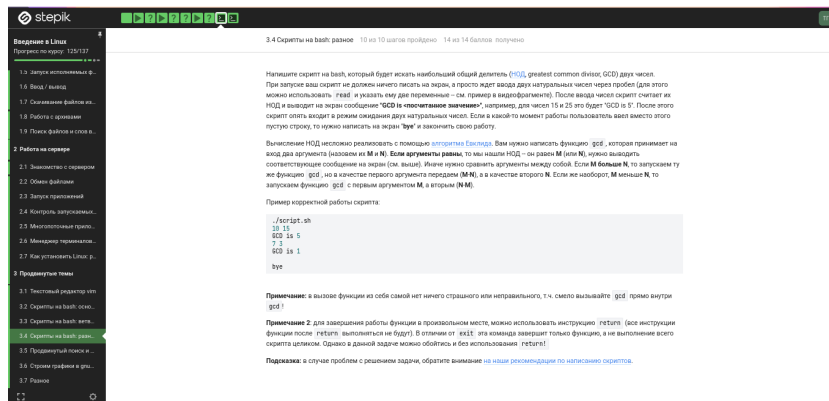 stepik
Введение в Linux
Прогресс по курсу: 125/137
1.5 Запуск исполняемых ф...
1.6 Ввод / вывод
1.7 Скачивание файлов из...
1.8 Работа с архивами
1.9 Поиск файлов и слов в...
2 Работа на сервере
2.1 Знакомство с сервером
2.2 Обмен файлами
2.3 Запуск приложений
2.4 Контроль запускаемых...
2.5 Многопоточные прило...
2.6 Менеджер терминалов...
2.7 Как установить Linux: р...
3 Продвинутые темы
3.1 Текстовый редактор vim
3.2 Скрипты на bash: осно...
3.3 Скрипты на bash: ветв...
3.4 Скрипты на bash: разн...
3.5 Продвинутый поиск и ...
3.6 Строим графики в gnu...
3.7 Разное
3.4 Скрипты на bash: разное 10 из 10 шагов пройдено 14 из 14 баллов получено
Напишите скрипт на bash, который будет искать наибольший общий делитель (НОД, greatest common divisor, GCD) двух чисел.
При запуске ваш скрипт не должен ничего писать на экран, а просто ждет ввода двух натуральных чисел через пробел (для этого
можно использовать read и указать ему две переменные – см. пример в видеофрагменте). После ввода чисел скрипт считает их
НОД и выводит на экран сообщение "GCD is <посчитанное значение>", например, для чисел 15 и 25 это будет "GCD is 5". После этого
скрипт опять входит в режим ожидания двух натуральных чисел. Если в какой-то момент работы пользователь ввел вместо этого
пустую строку, то нужно написать на экран "bye" и закончить свою работу.
Вычисление НОД несложно реализовать с помощью алгоритма Евклида. Вам нужно написать функцию gcd, которая принимает на
вход два аргумента (назовем их M и N). Если аргументы равны, то мы нашли НОД – он равен M (или N), нужно выводить
соответствующее сообщение на экран (см. выше). Иначе нужно сравнить аргументы между собой. Если M больше N, то запускаем ту
же функцию gcd, но в качестве первого аргумента передаем (M-N), а в качестве второго N. Если же наоборот, M меньше N, то
запускаем функцию gcd с первым аргументом M, а вторым (N-M).
Пример корректной работы скрипта:
./script.sh
10 15
GCD is 5
7 3
GCD is 1
bye
Примечание: в вызове функции из себя самой нет ничего страшного или неправильного, т.ч. смело вызывайте gcd прямо внутри
gcd!
Примечание 2: для завершения работы функции в произвольном месте, можно использовать инструкцию return (все инструкции
функции после return выполняться не будут). В отличии от exit эта команда завершит только функцию, а не выполнение всего
скрипта целиком. Однако в данной задаче можно обойтись и без использования return!
Подсказка: в случае проблем с решением задачи, обратите внимание на наши рекомендации по написанию скриптов.